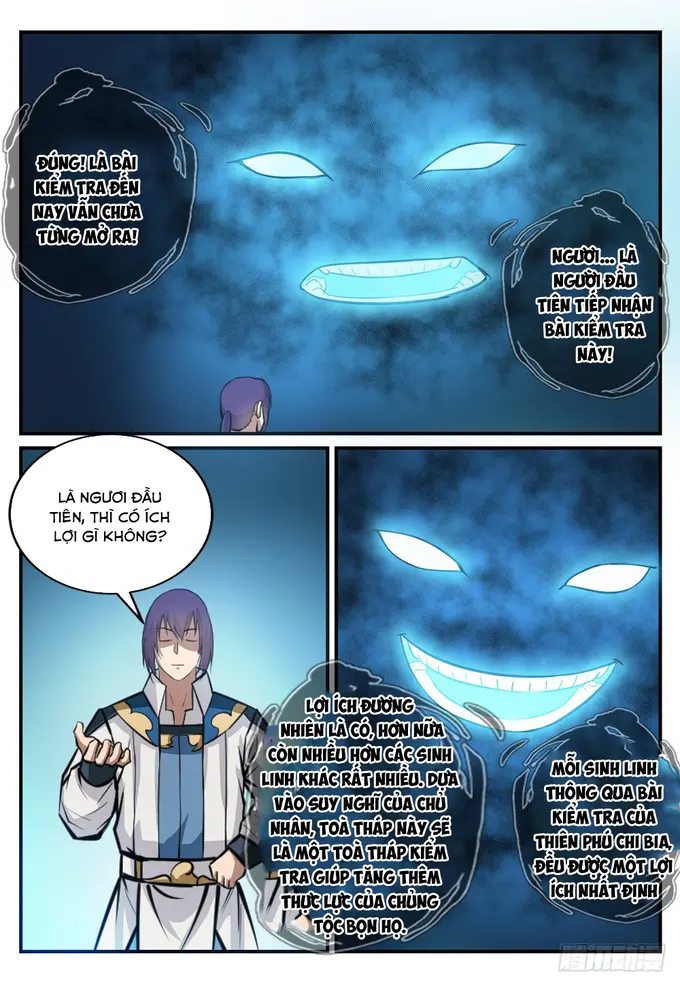 ĐÚNG! LÀ BÀI
KIỂM TRA ĐẾN
NAY VẪN CHƯA
TỪNG MỞ RA!
NGƯỜI... LÀ
NGƯỜI ĐẦU
TIÊN TIẾP NHẬN
BÀI KIỂM TRA
NÀY!
LÀ NGƯƠI ĐẦU
TIÊN, THÌ CÓ ÍCH
LỢI GÌ KHÔNG?
LỢI ÍCH ĐƯƠNG
NHIÊN LÀ CÓ, HƠN NỮA
CÒN NHIỀU HƠN CÁC SINH
LINH KHÁC RẤT NHIỀU. DỰA
VÀO SUY NGHĨ CỦA CHỦ
NHÂN, TOÀ THÁP NÀY SẼ
LÀ MỘT TOÀ THÁP KIỂM
TRA GIÚP TĂNG THÊM
THỰC LỰC CỦA CHỦNG
TỘC BỌN HỌ.
MỖI SINH LINH
THÔNG QUA BÀI
KIỂM TRA CỦA
THIÊN PHÚ CHI BIA,
ĐỀU ĐƯỢC MỘT LỢI
ÍCH NHẤT ĐỊNH
腾讯动漫